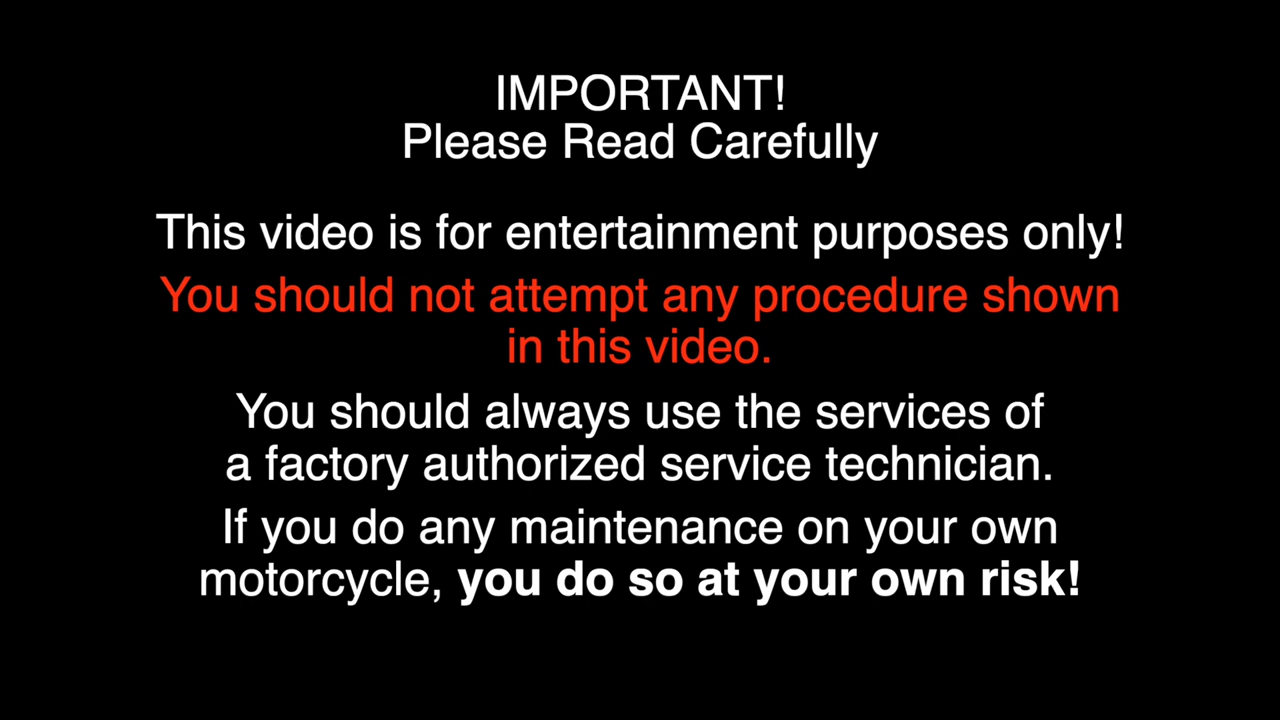 IMPORTANT!
Please Read Carefully
This video is for entertainment purposes only!
You should not attempt any procedure shown
in this video.
You should always use the services of
a factory authorized service technician.
If you do any maintenance on your own
motorcycle, you do so at your own risk!